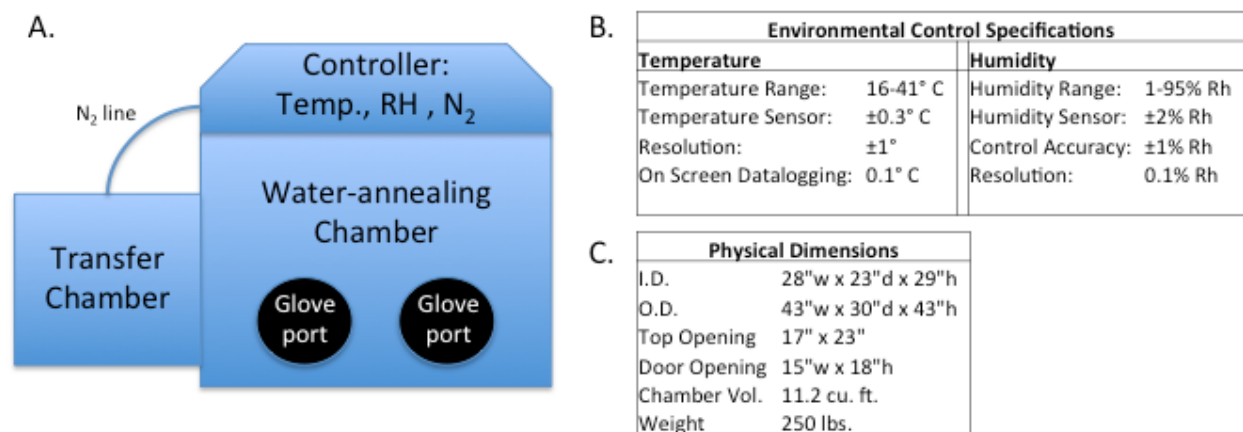 A.
Controller:
Temp., RH , N₂
N₂ line
Water-annealing
Chamber
Transfer
Chamber
Glove
port
Glove
port
B.
Environmental Control Specifications
Temperature Humidity
Temperature Range: 16-41° C Humidity Range: 1-95% Rh
Temperature Sensor: ±0.3° C Humidity Sensor: ±2% Rh
Resolution: ±1° Control Accuracy: ±1% Rh
On Screen Datalogging: 0.1° C Resolution: 0.1% Rh
C.
Physical Dimensions
I.D. 28"w x 23"d x 29"h
O.D. 43"w x 30"d x 43"h
Top Opening 17" x 23"
Door Opening 15"w x 18"h
Chamber Vol. 11.2 cu. ft.
Weight 250 lbs.